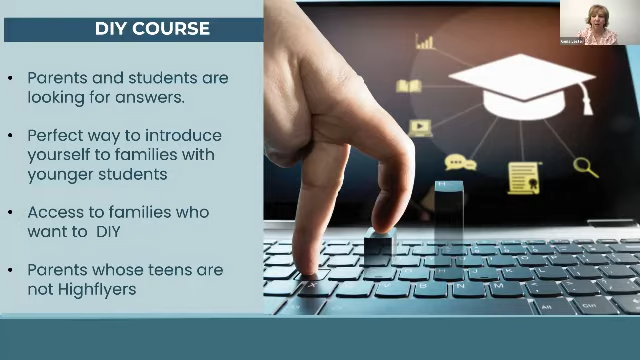 DIY COURSE
• Parents and students are
looking for answers.
• Perfect way to introduce
yourself to families with
younger students
• Access to families who
want to DIY
• Parents whose teens are
not Highflyers